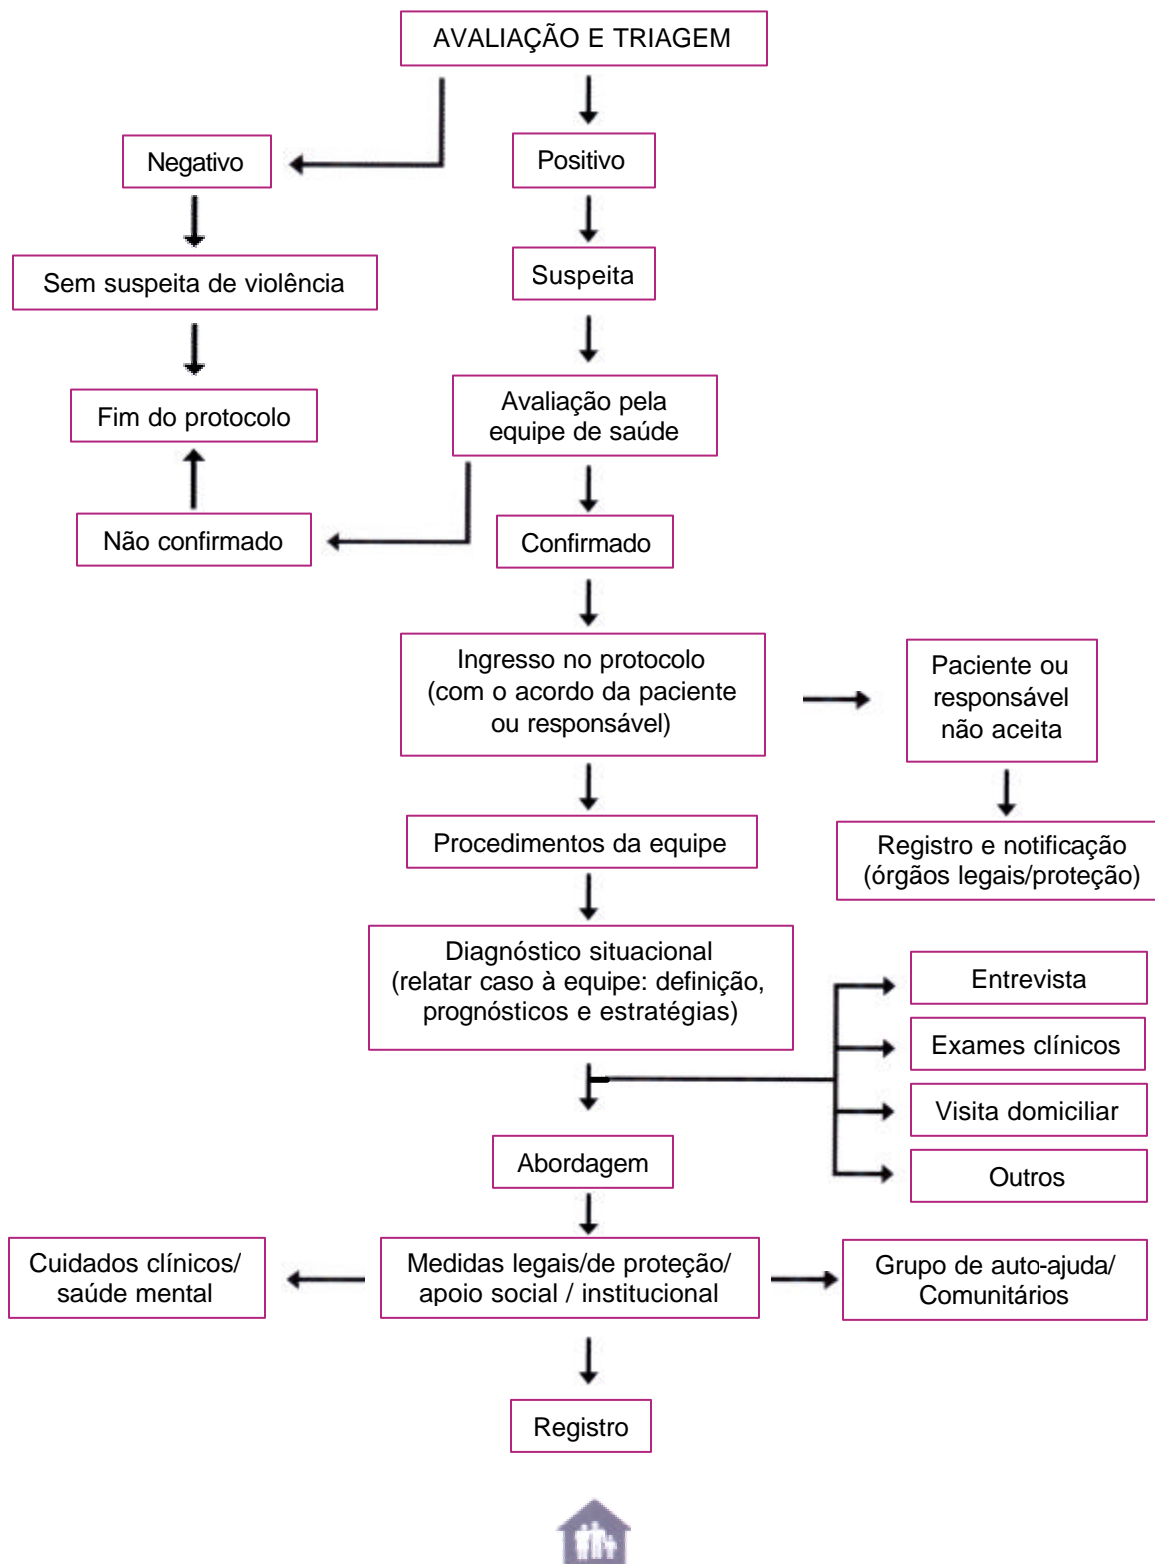 AVALIAÇÃO E TRIAGEM
Negativo
Positivo
Sem suspeita de violência
Suspeita
Fim do protocolo
Avaliação pela
equipe de saúde
Não confirmado
Confirmado
Ingresso no protocolo
(com o acordo da paciente
ou responsável)
Paciente ou
responsável
não aceita
Procedimentos da equipe
Registro e notificação
(órgãos legais/proteção)
Diagnóstico situacional
(relatar caso à equipe: definição,
prognósticos e estratégias)
Entrevista
Exames clínicos
Visita domiciliar
Outros
Abordagem
Cuidados clínicos/
saúde mental
Medidas legais/de proteção/
apoio social / institucional
Grupo de auto-ajuda/
Comunitários
Registro